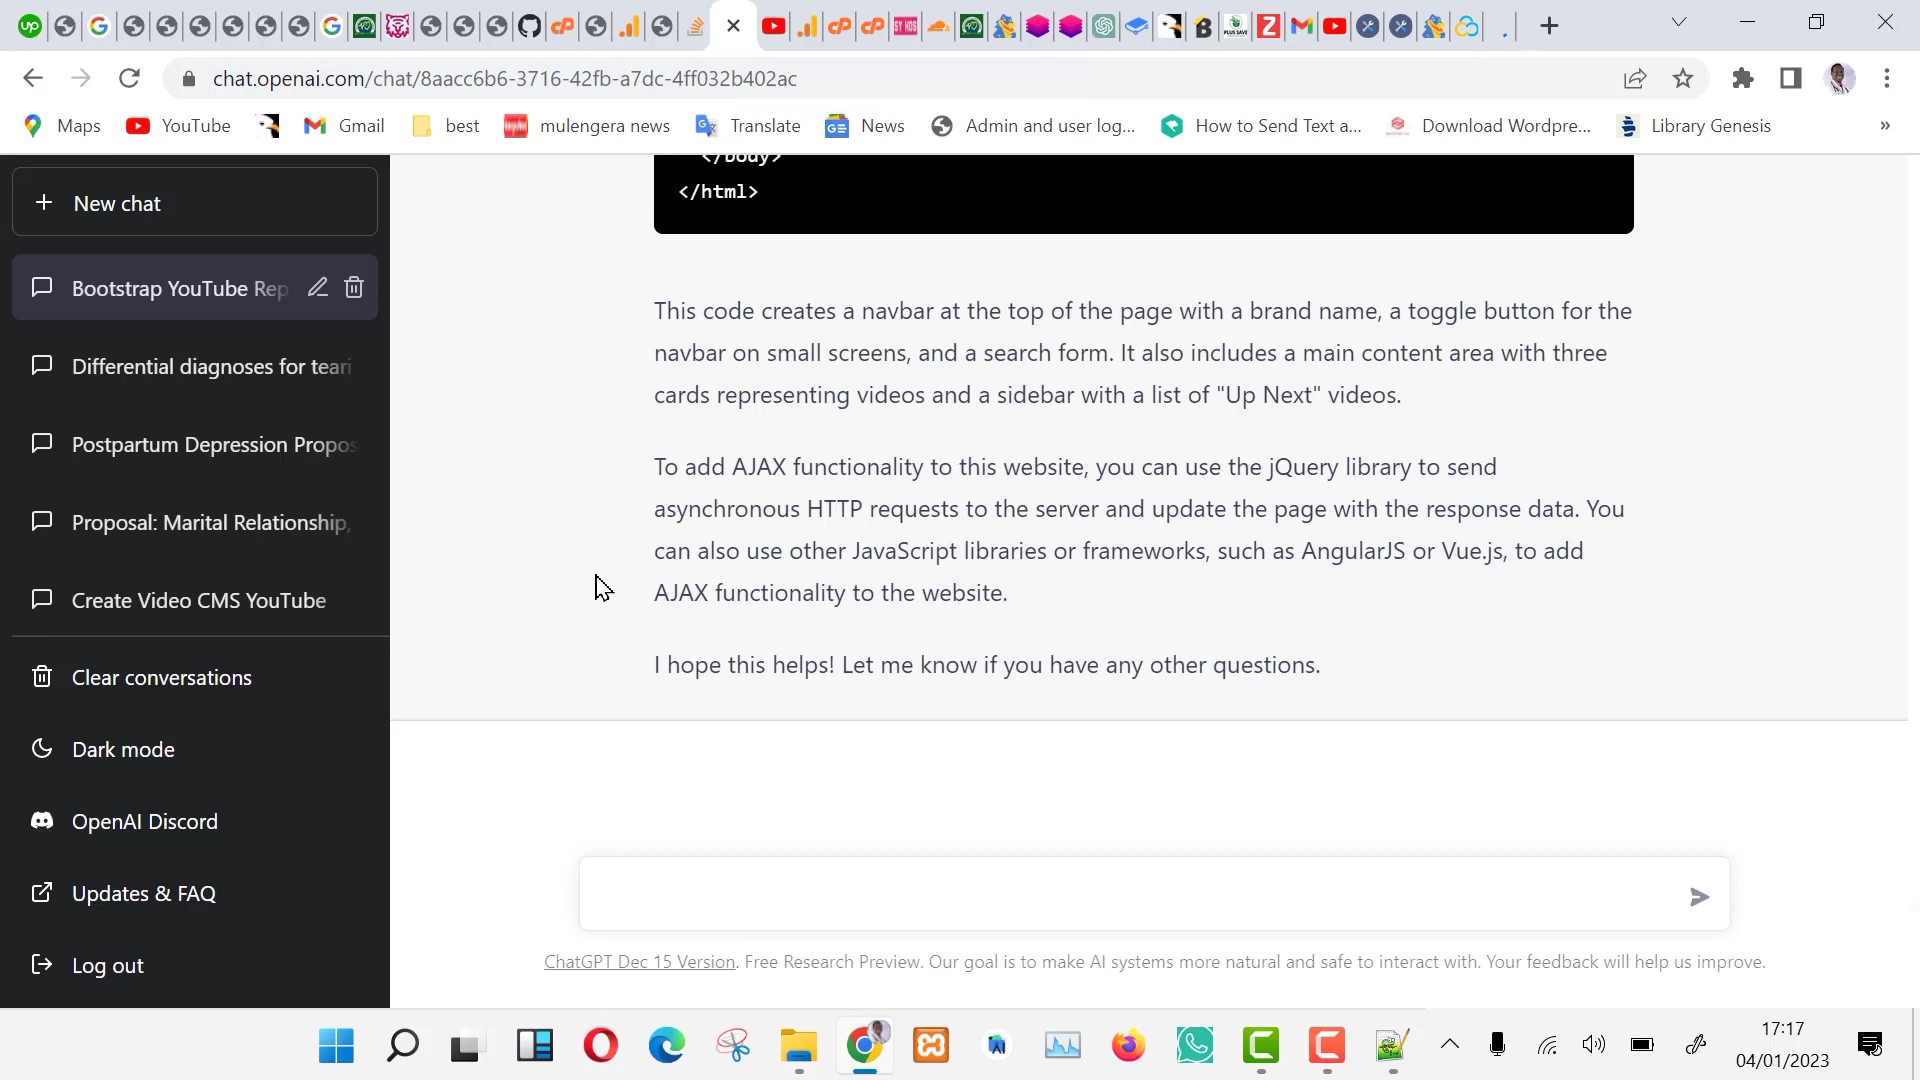 chat.openai.com/chat/8aacc6b6-3716-42fb-a7dc-4ff032b402ac
Maps YouTube Gmail best mulengera news Translate News Admin and user log... How to Send Text a... Download Wordpre... Library Genesis »
New chat
Bootstrap YouTube Rep
Differential diagnoses for teari
Postpartum Depression Propos
Proposal: Marital Relationship,
Create Video CMS YouTube
Clear conversations
Dark mode
OpenAI Discord
Updates & FAQ
Log out
</body>
</html>
This code creates a navbar at the top of the page with a brand name, a toggle button for the
navbar on small screens, and a search form. It also includes a main content area with three
cards representing videos and a sidebar with a list of "Up Next" videos.
To add AJAX functionality to this website, you can use the jQuery library to send
asynchronous HTTP requests to the server and update the page with the response data. You
can also use other JavaScript libraries or frameworks, such as AngularJS or Vue.js, to add
AJAX functionality to the website.
I hope this helps! Let me know if you have any other questions.
ChatGPT Dec 15 Version. Free Research Preview. Our goal is to make AI systems more natural and safe to interact with. Your feedback will help us improve.
17:17
04/01/2023